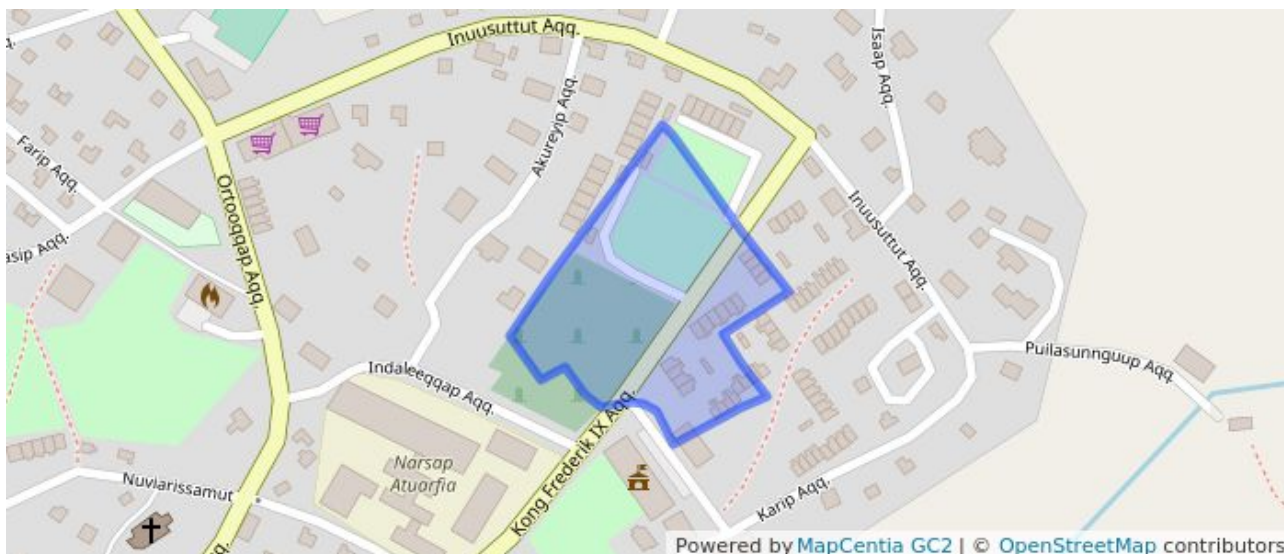 Inuusuttut Aqq.
Isaap Aqq.
Akureyip Aqq.
Farip Aqq.
Ortooqqap Aqq.
Inuusuttut Aqq.
asip Aqq.
Puilasunnguup Aqq.
Indaleeqqap Aqq.
Kong Frederik IX Aqq.
Narsap
Atuarfia
Nuviarissamut
Karip Aqq.
Aqq.
Powered by MapCentia GC2 | © OpenStreetMap contributors